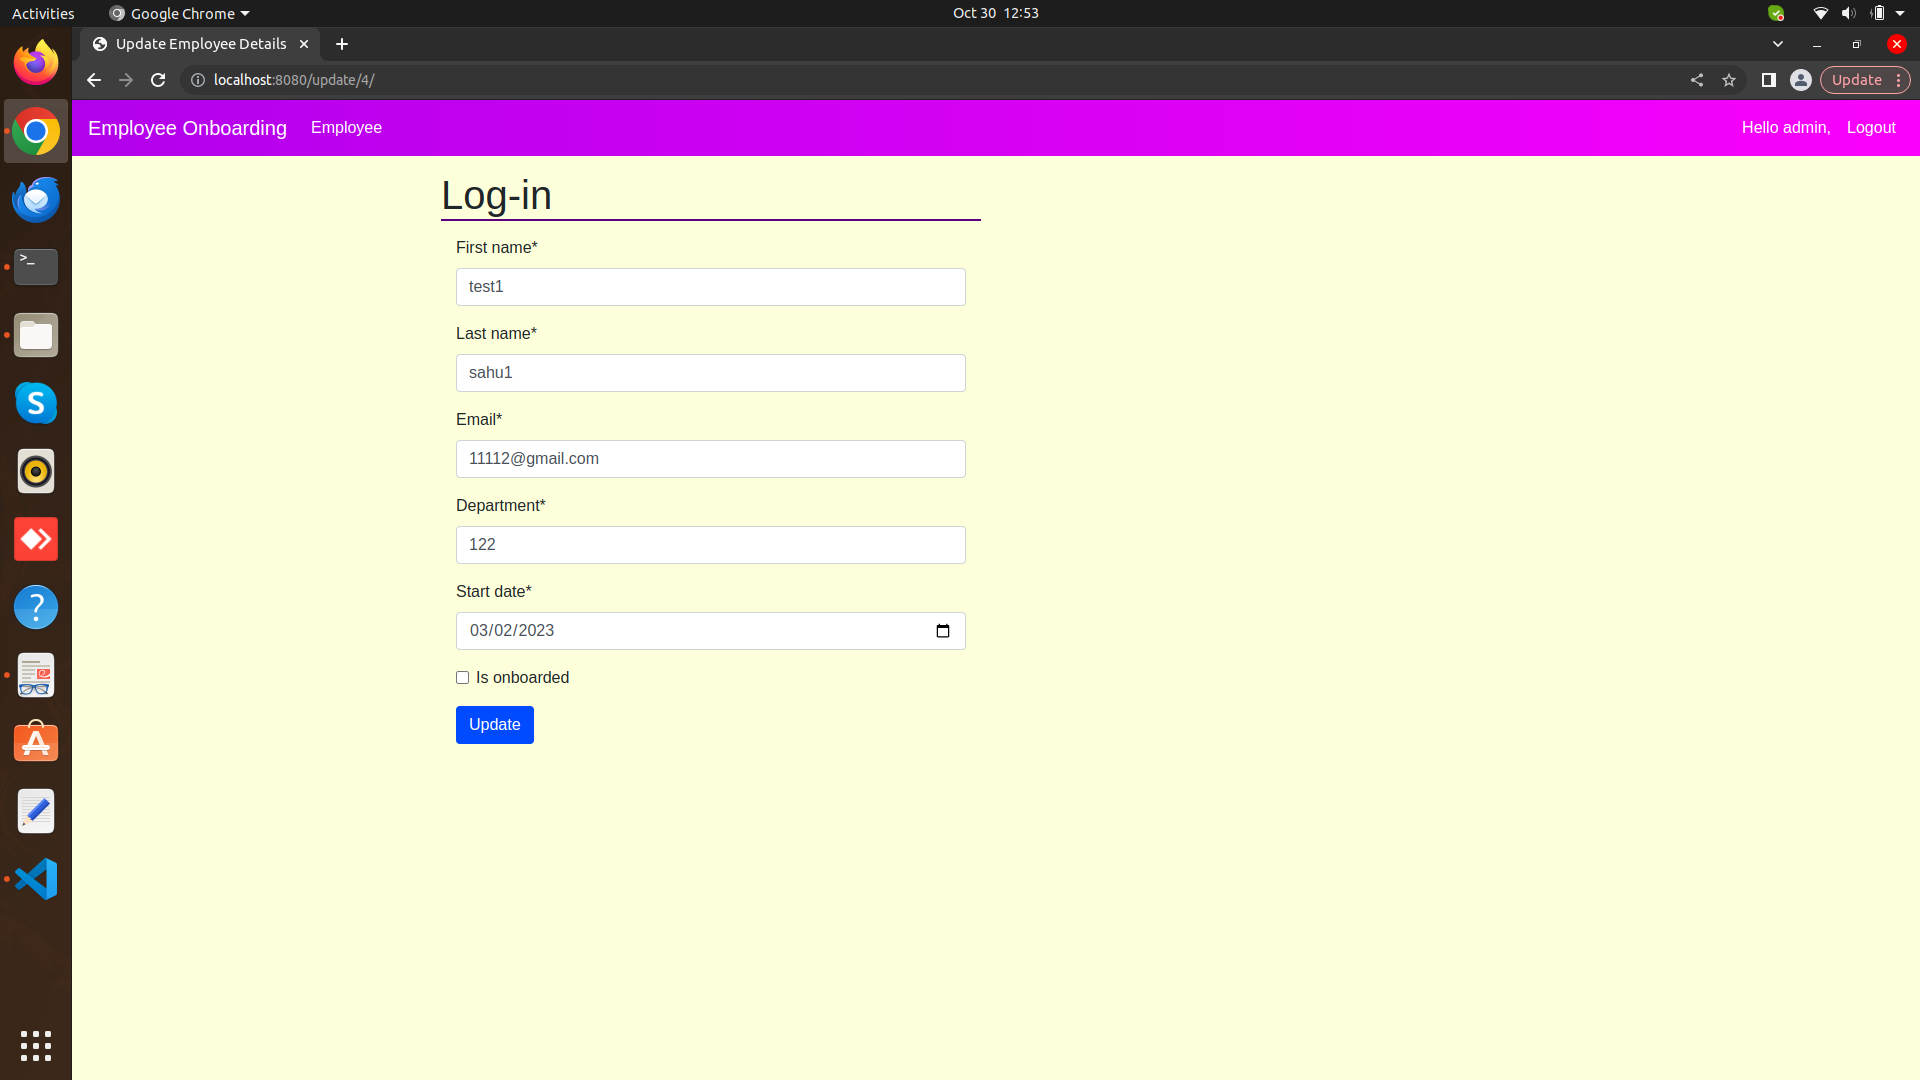 Activities
Google Chrome
Oct 30 12:53
Update Employee Details
localhost:8080/update/4/
Update
Employee Onboarding
Employee
Hello admin,
Logout
Log-in
First name*
test1
Last name*
sahu1
Email*
11112@gmail.com
Department*
122
Start date*
03/02/2023
Is onboarded
Update